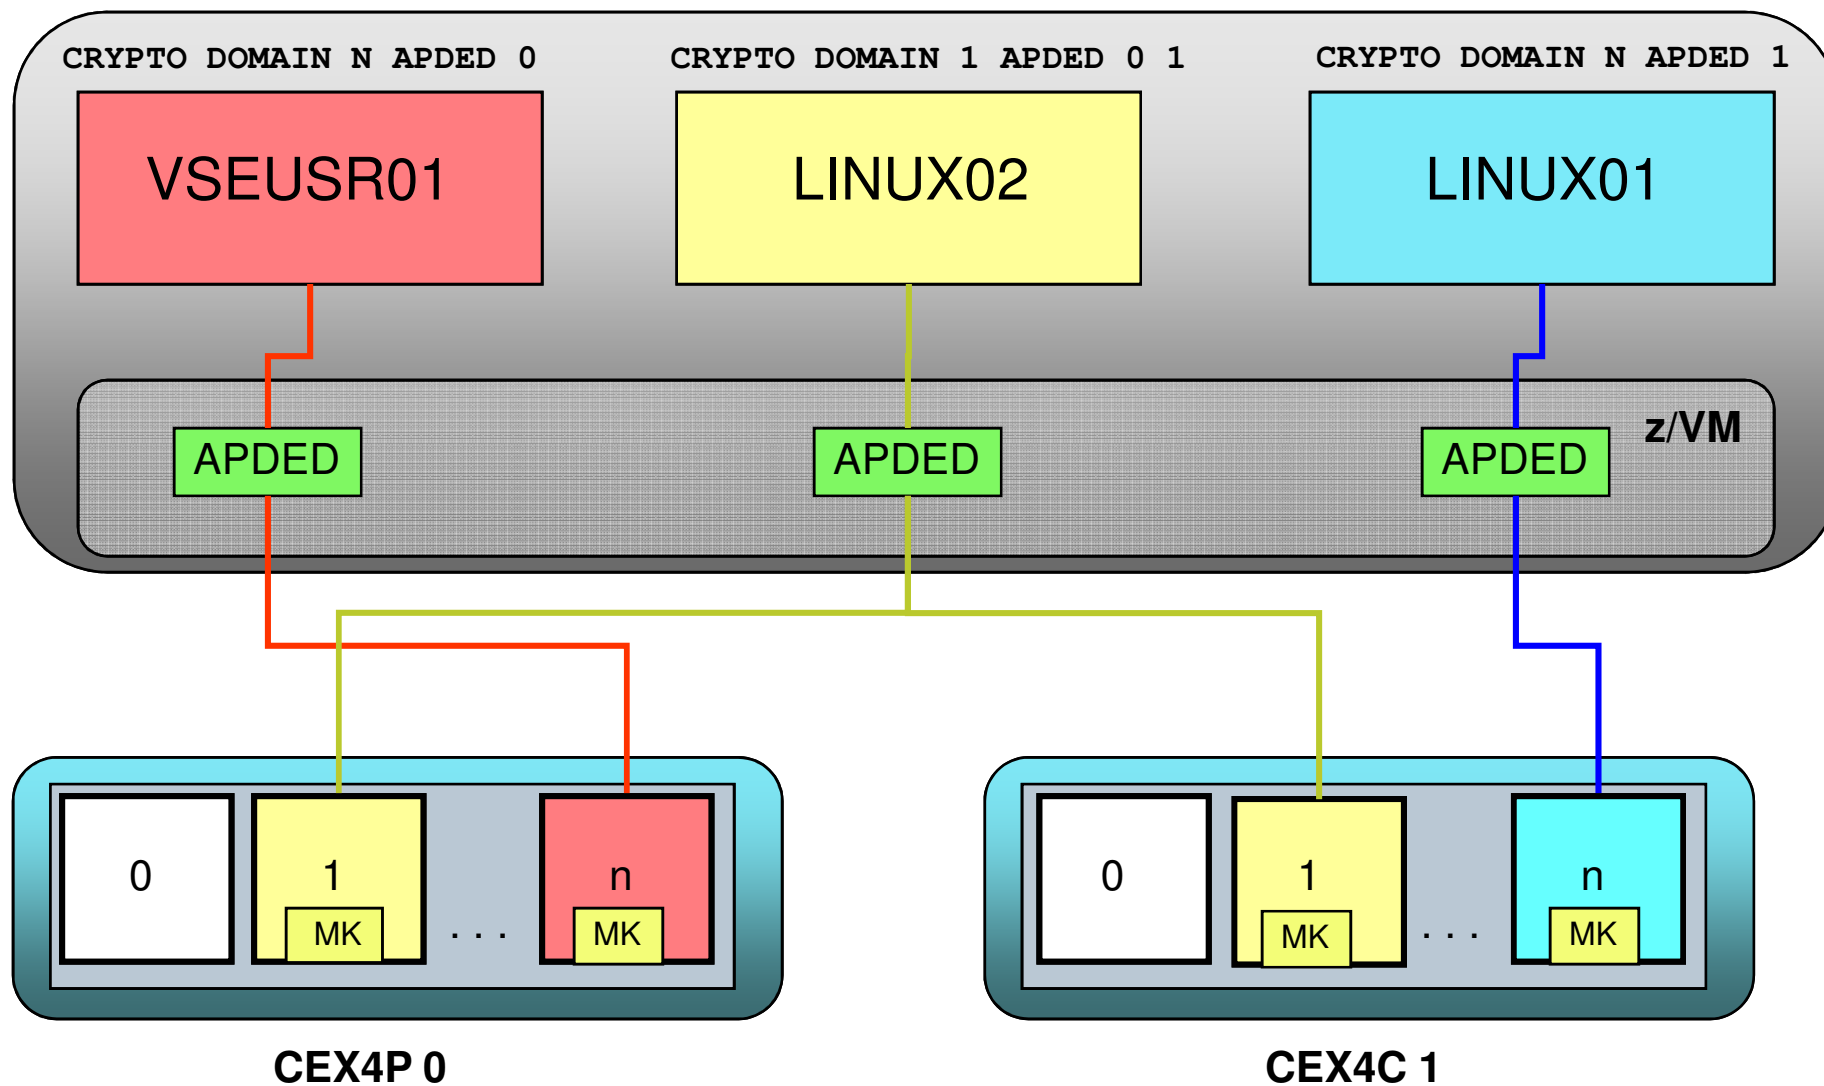 CRYPTO DOMAIN N APDED 0
CRYPTO DOMAIN 1 APDED 0 1
CRYPTO DOMAIN N APDED 1
VSEUSR01
LINUX02
LINUX01
z/VM
APDED
APDED
APDED
0
1
MK
. . .
n
MK
0
1
MK
. . .
n
MK
CEX4P 0
CEX4C 1